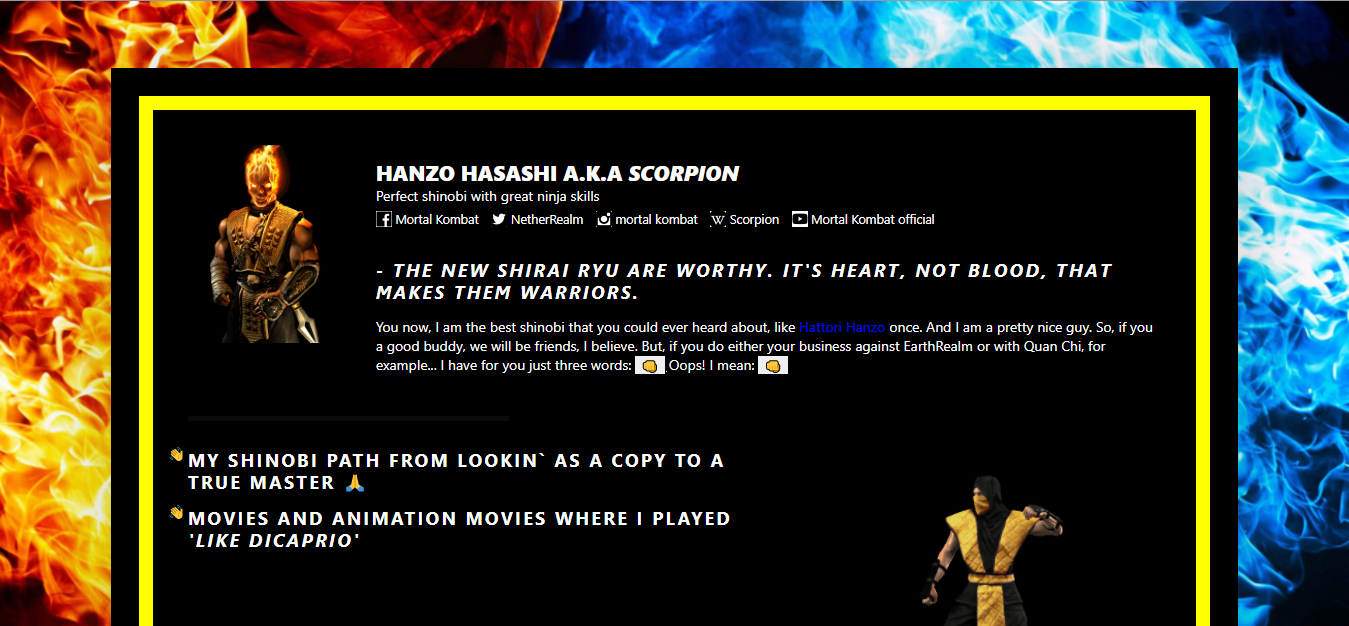 HANZO HASASHI A.K.A SCORPION
Perfect shinobi with great ninja skills
Mortal Kombat NetherRealm mortal kombat Scorpion Mortal Kombat official
- THE NEW SHIRAI RYU ARE WORTHY. IT'S HEART, NOT BLOOD, THAT
MAKES THEM WARRIORS.
You now, I am the best shinobi that you could ever heard about, like Hattori Hanzo once. And I am a pretty nice guy. So, if you
a good buddy, we will be friends, I believe. But, if you do either your business against EarthRealm or with Quan Chi, for
example... I have for you just three words: 👊.Oops! I mean: 👊
👋MY SHINOBI PATH FROM LOOKIN` AS A COPY TO A
TRUE MASTER 🙏
👋MOVIES AND ANIMATION MOVIES WHERE I PLAYED
'LIKE DICAPRIO'